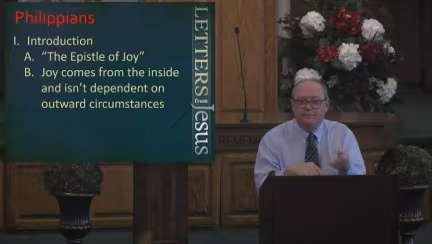 Philippians
I. Introduction
A. “The Epistle of Joy”
B. Joy comes from the inside
and isn’t dependent on
outward circumstances
LETTERS from Jesus
REMEMB